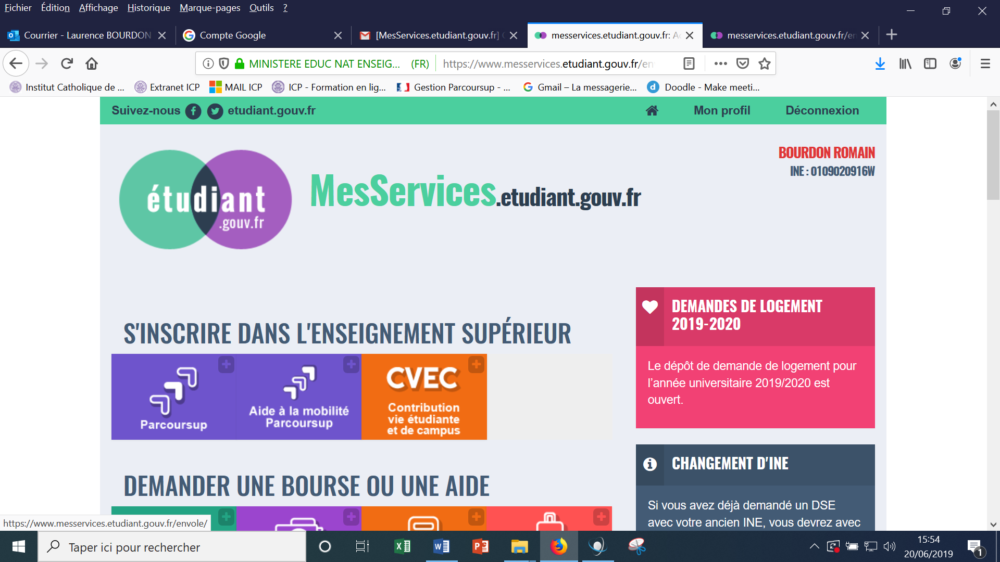 Fichier Édition Affichage Historique Marque-pages Outils ?
Courrier - Laurence BOURDON
Compte Google
[MesServices.etudiant.gouv.fr]
messervices.etudiant.gouv.fr: Ac
messervices.etudiant.gouv.fr/en
MINISTERE EDUC NAT ENSEIG... (FR)
https://www.messervices.etudiant.gouv.fr/en
Institut Catholique de ...
Extranet ICP
MAIL ICP
ICP - Formation en lig...
Gestion Parcoursup - ...
Gmail – La messagerie...
Doodle - Make meeti...
Suivez-nous etudiant.gouv.fr
Mon profil
Déconnexion
BOURDON ROMAIN
INE : 0109020916W
étudiant
.gouv.fr
MesServices.etudiant.gouv.fr
S'INSCRIRE DANS L'ENSEIGNEMENT SUPÉRIEUR
Parcoursup
Aide à la mobilité
Parcoursup
CVEC
Contribution
vie étudiante
et de campus
DEMANDES DE LOGEMENT
2019-2020
Le dépôt de demande de logement pour
l’année universitaire 2019/2020 est
ouvert.
DEMANDER UNE BOURSE OU UNE AIDE
CHANGEMENT D'INE
Si vous avez déjà demandé un DSE
avec votre ancien INE, vous devrez avec
https://www.messervices.etudiant.gouv.fr/envole/
Taper ici pour rechercher
15:54
20/06/2019
1